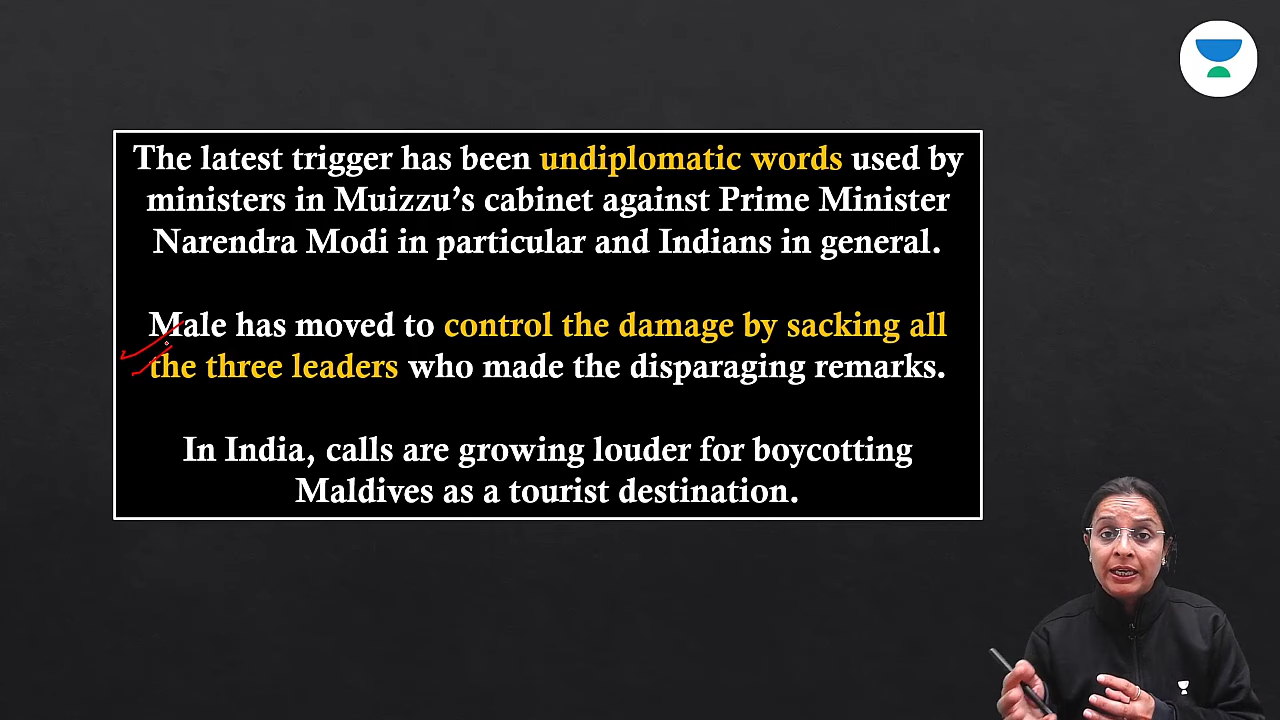 The latest trigger has been undiplomatic words used by
ministers in Muizzu’s cabinet against Prime Minister
Narendra Modi in particular and Indians in general.
Male has moved to control the damage by sacking all
the three leaders who made the disparaging remarks.
In India, calls are growing louder for boycotting
Maldives as a tourist destination.